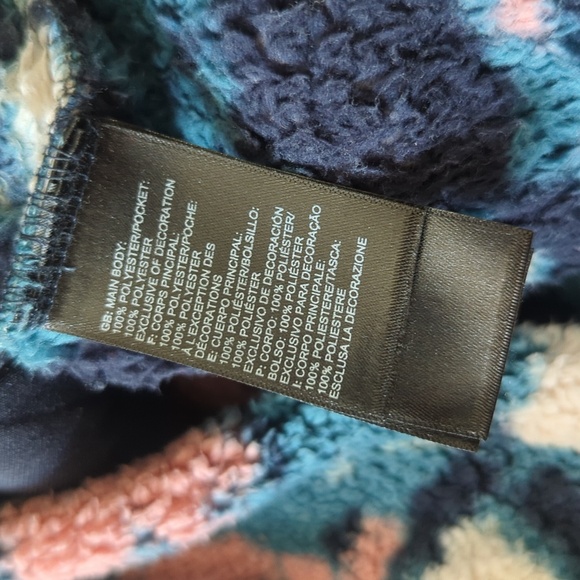 GB: MAIN BODY:
100% POLYESTER/POCKET:
100% POLYESTER
EXCLUSIVE OF DECORATION
F: CORPS PINCIPAL:
100% POLYESTER/POCHE:
100% POLYESTER
À L'EXCEPTION DES
DÉCORATIONS
E: CUERPO PRINCIPAL:
100% POLIÉSTER/BOLSILLO:
100% POLIÉSTER
EXCLUSIVO DE DECORACION
P: CORPO: 100% POLIÉSTER/
BOLSO: 100% POLIÉSTER
EXCLUSIVO PARA DECORAÇÃO
I: CORPO PRINCIPALE:
100% POLIESTERE/TASCA:
100% POLIESTERE
ESCLUSA LA DECORAZIONE